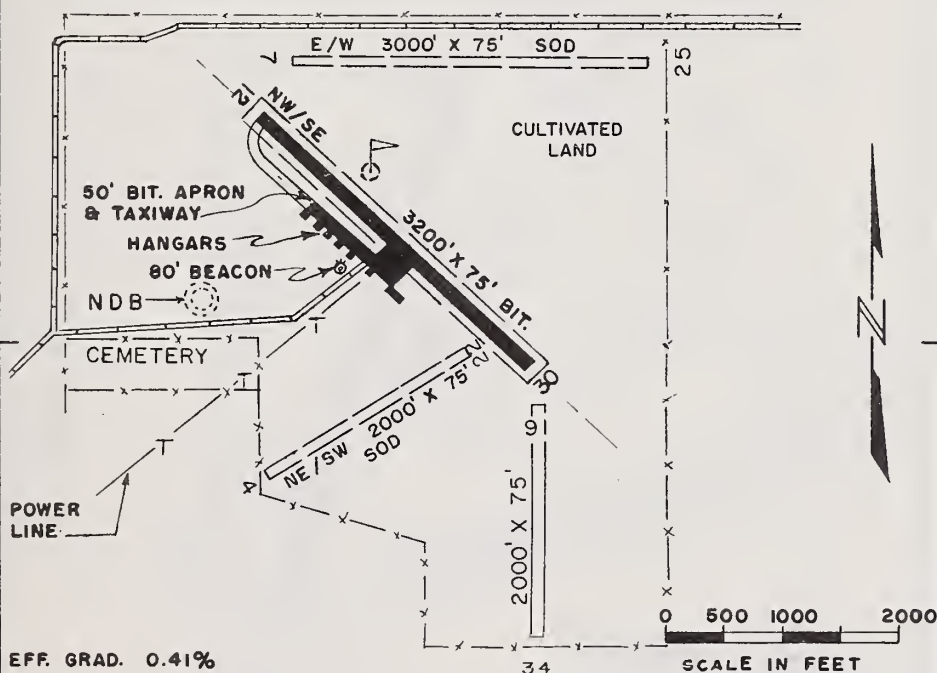 E/W 3000' X 75' SOD
7
25
12
NW/SE
CULTIVATED
LAND
50' BIT. APRON
& TAXIWAY
3200' X 75' BIT.
HANGARS
80' BEACON
NDB
N
T
CEMETERY
22
30
T
NE/SW 2000' X 75'
SOD
16
T
4
POWER
LINE
2000' X 75'
0 500 1000 2000
SCALE IN FEET
EFF. GRAD. 0.41%
34